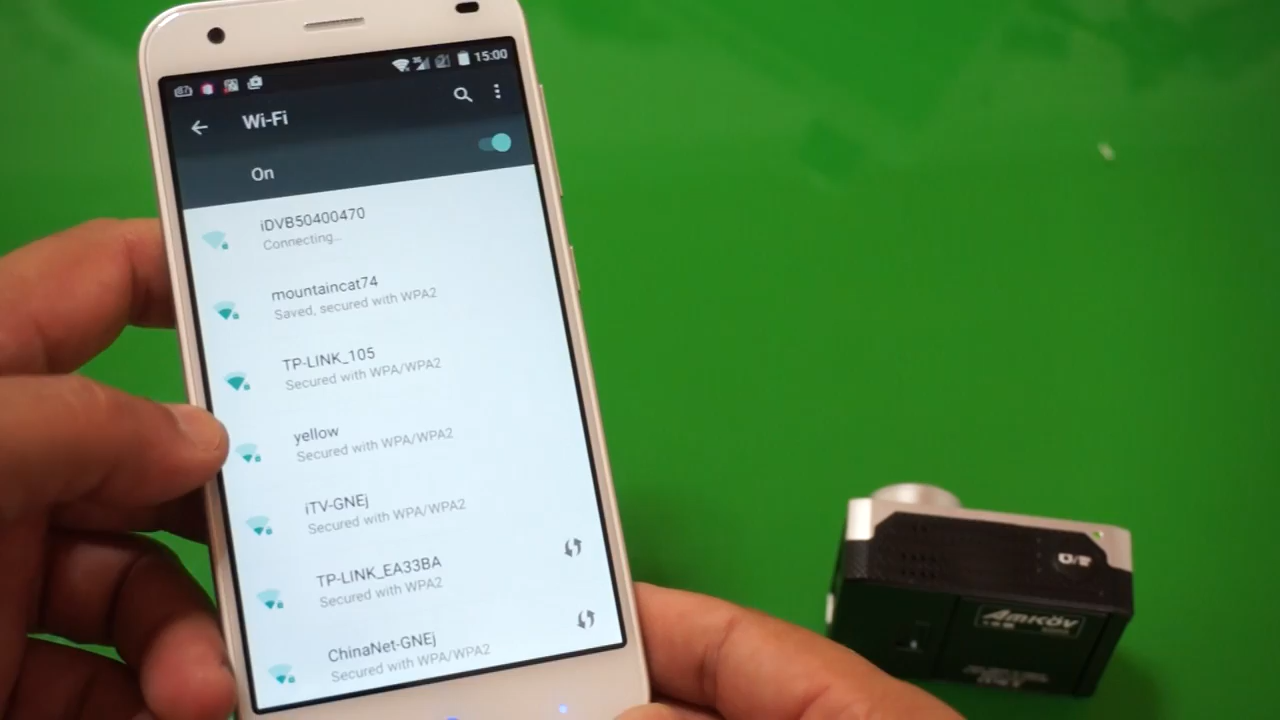 15:00
Wi-Fi
On
iDVB50400470
Connecting...
mountaincat74
Saved, secured with WPA2
TP-LINK_105
Secured with WPA/WPA2
yellow
Secured with WPA/WPA2
iTV-GNEj
Secured with WPA/WPA2
TP-LINK_EA33BA
Secured with WPA2
ChinaNet-GNEj
Secured with WPA/WPA2
AMKOV